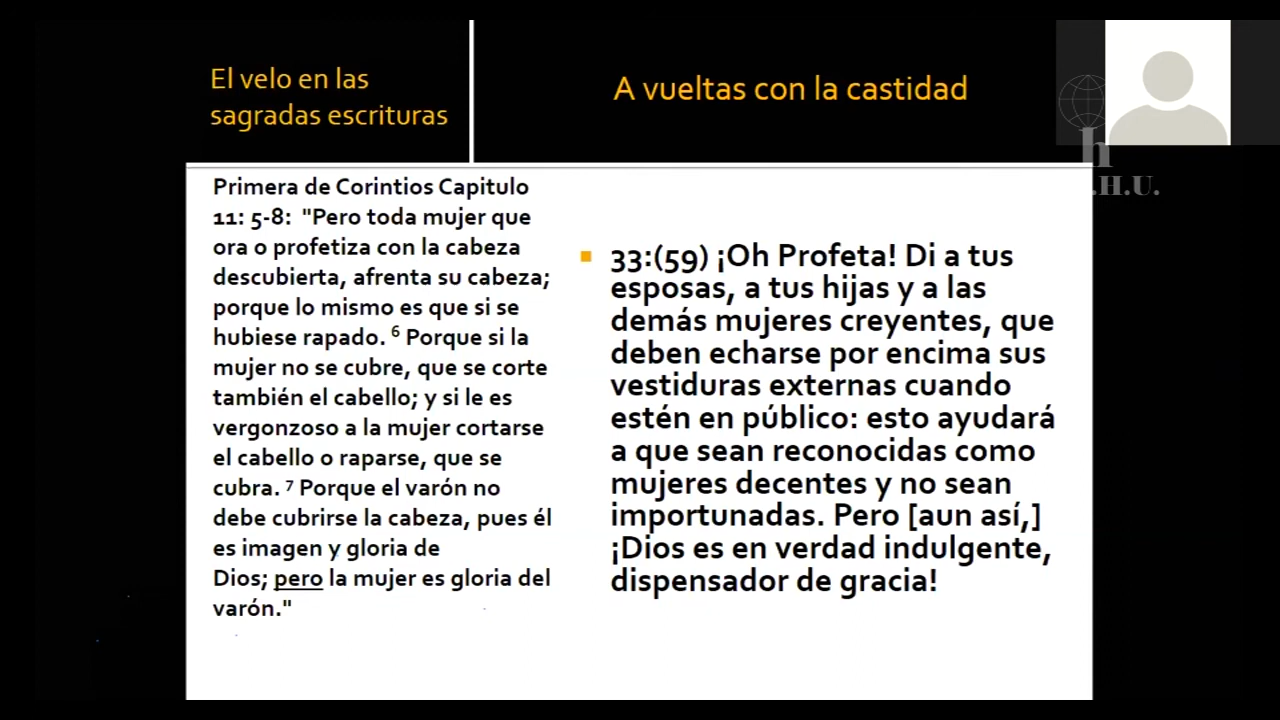 El velo en las
sagradas escrituras
A vueltas con la castidad
Primera de Corintios Capitulo
11: 5-8: "Pero toda mujer que
ora o profetiza con la cabeza
descubierta, afrenta su cabeza;
porque lo mismo es que si se
hubiese rapado. ⁶ Porque si la
mujer no se cubre, que se corte
también el cabello; y si le es
vergonzoso a la mujer cortarse
el cabello o raparse, que se
cubra. ⁷ Porque el varón no
debe cubrirse la cabeza, pues él
es imagen y gloria de
Dios; pero la mujer es gloria del
varón."
33:(59) ¡Oh Profeta! Di a tus
esposas, a tus hijas y a las
demás mujeres creyentes, que
deben echarse por encima sus
vestiduras externas cuando
estén en público: esto ayudará
a que sean reconocidas como
mujeres decentes y no sean
importunadas. Pero [aun así,]
¡Dios es en verdad indulgente,
dispensador de gracia!
h
.H.U.